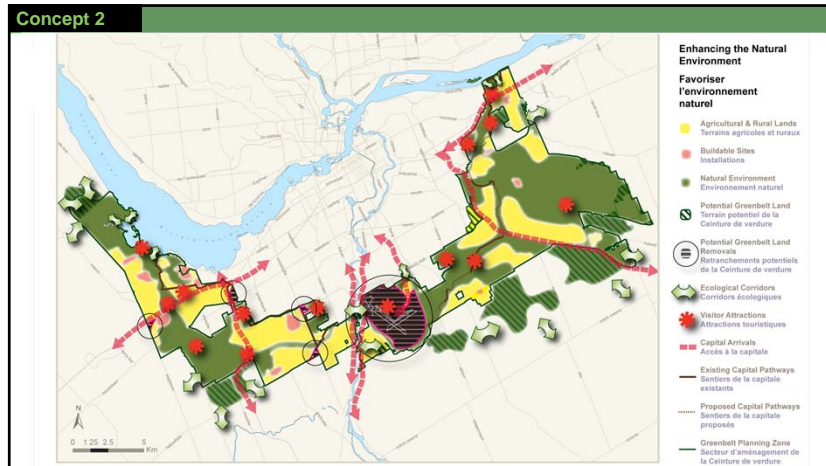 Concept 2
Enhancing the Natural
Environment
Favoriser
l'environnement
naturel
Agricultural & Rural Lands
Terrains agricoles et ruraux
Buildable Sites
Installations
Natural Environment
Environnement naturel
Potential Greenbelt Land
Terrain potentiel de la
Ceinture de verdure
Potential Greenbelt Land
Removals
Retranchements potentiels
de la Ceinture de verdure
Ecological Corridors
Corridors écologiques
Visitor Attractions
Attractions touristiques
Capital Arrivals
Accès à la capitale
Existing Capital Pathways
Sentiers de la capitale
existants
Proposed Capital Pathways
Sentiers de la capitale
proposés
Greenbelt Planning Zone
Secteur d'aménagement de
la Ceinture de verdure
N
0 1.25 2.5 5
Km